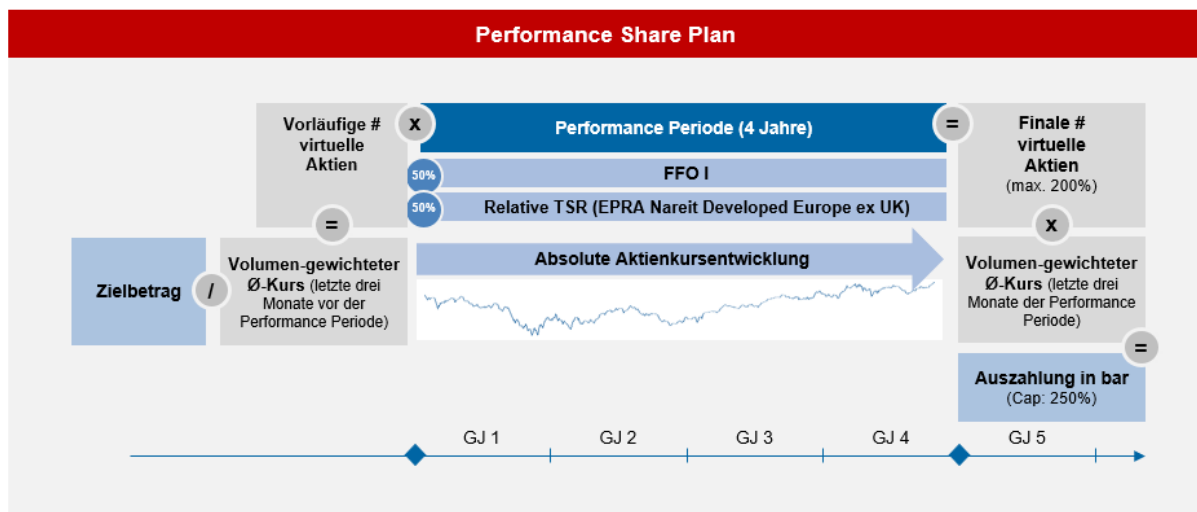 Performance Share Plan
Vorläufige #
virtuelle
Aktien
x
Performance Periode (4 Jahre)
=
Finale #
virtuelle
Aktien
(max. 200%)
50%
FFO I
50%
Relative TSR (EPRA Nareit Developed Europe ex UK)
=
x
Zielbetrag
/
Volumen-gewichteter
Ø-Kurs (letzte drei
Monate vor der
Performance Periode)
Absolute Aktienkursentwicklung
Volumen-gewichteter
Ø-Kurs (letzte drei
Monate der Performance
Periode)
=
Auszahlung in bar
(Cap: 250%)
GJ 1
GJ 2
GJ 3
GJ 4
GJ 5